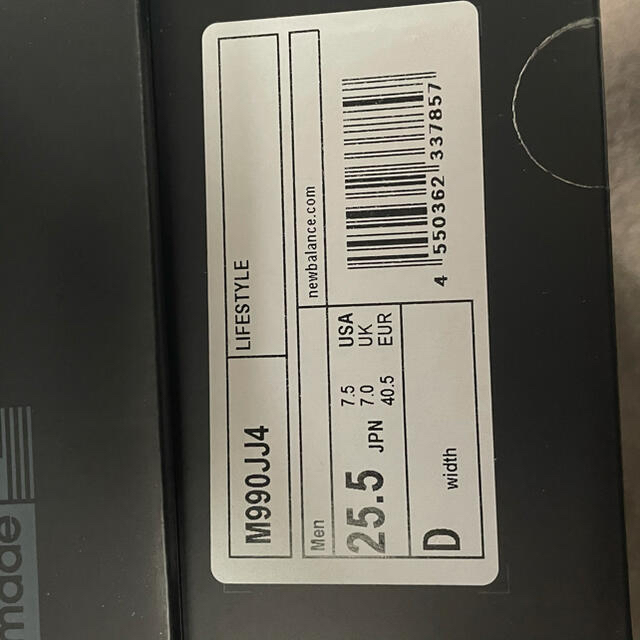 M990JJ4 LIFESTYLE
Men
newbalance.com
25.5 JPN
7.5 USA
7.0 UK
40.5 EUR
D width
4 550362 337857
made